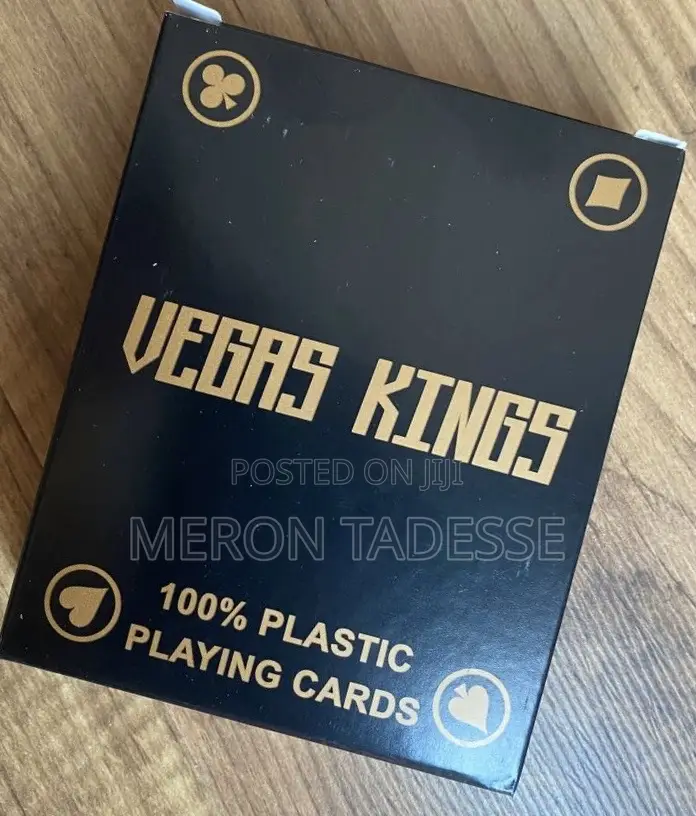 VEGAS KINGS
POSTED ON JIJI
MERON TADESSE
100% PLASTIC
PLAYING CARDS